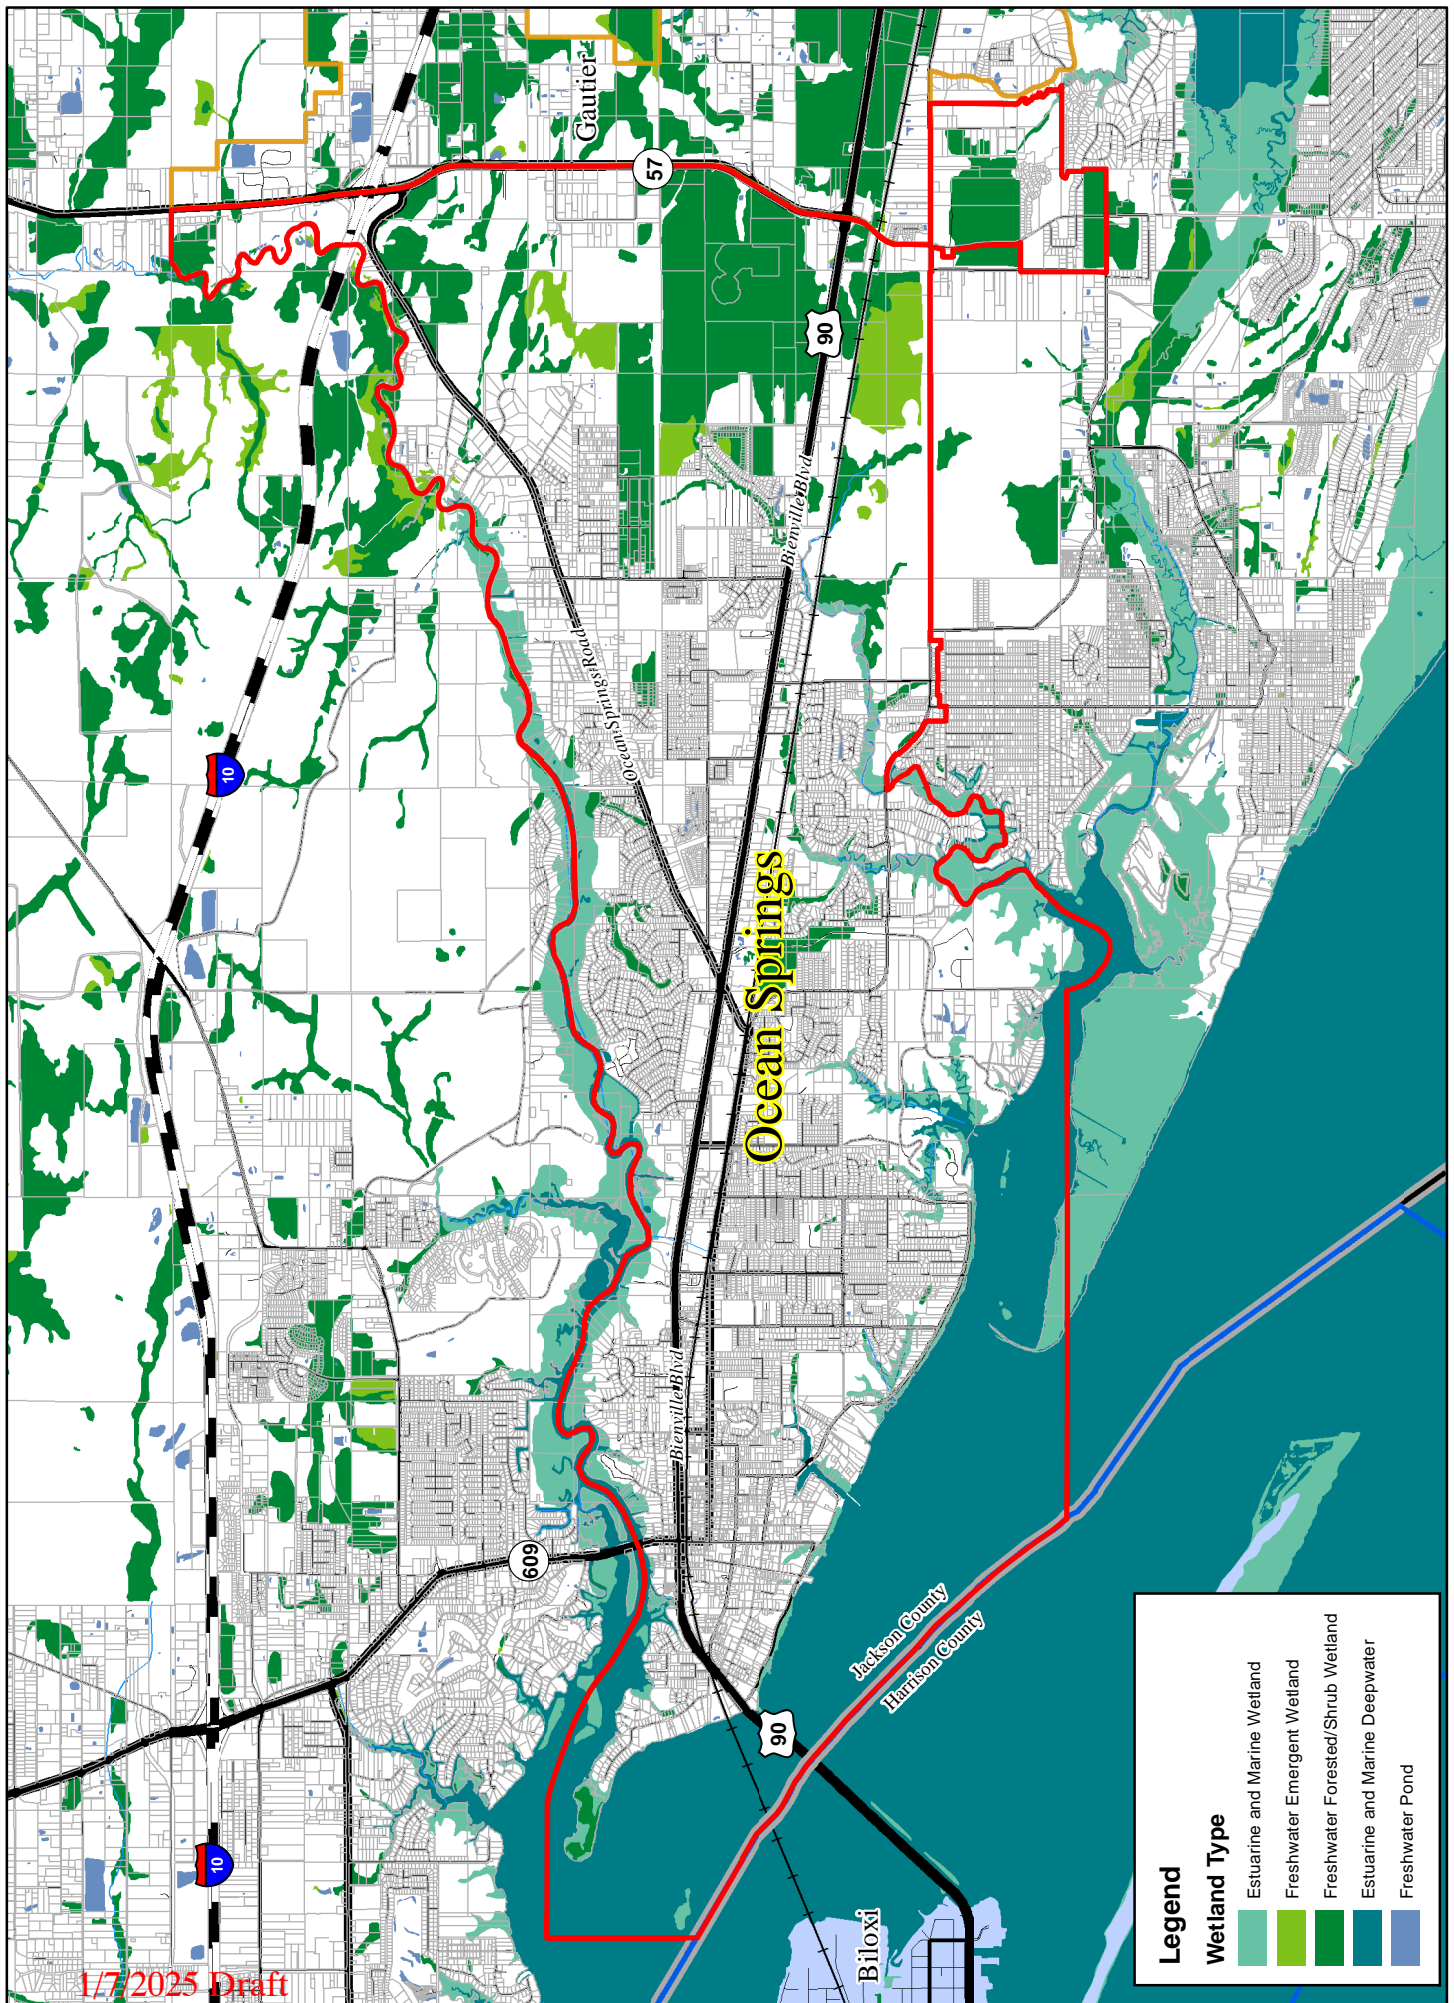 Gautier
57
90
Bienville Blvd
10
Ocean Springs Road
Ocean Springs
Bienville Blvd
609
90
Jackson County
Harrison County
10
Biloxi
Legend
Wetland Type
Estuarine and Marine Wetland
Freshwater Emergent Wetland
Freshwater Forested/Shrub Wetland
Estuarine and Marine Deepwater
Freshwater Pond
1/7/2025 Draft